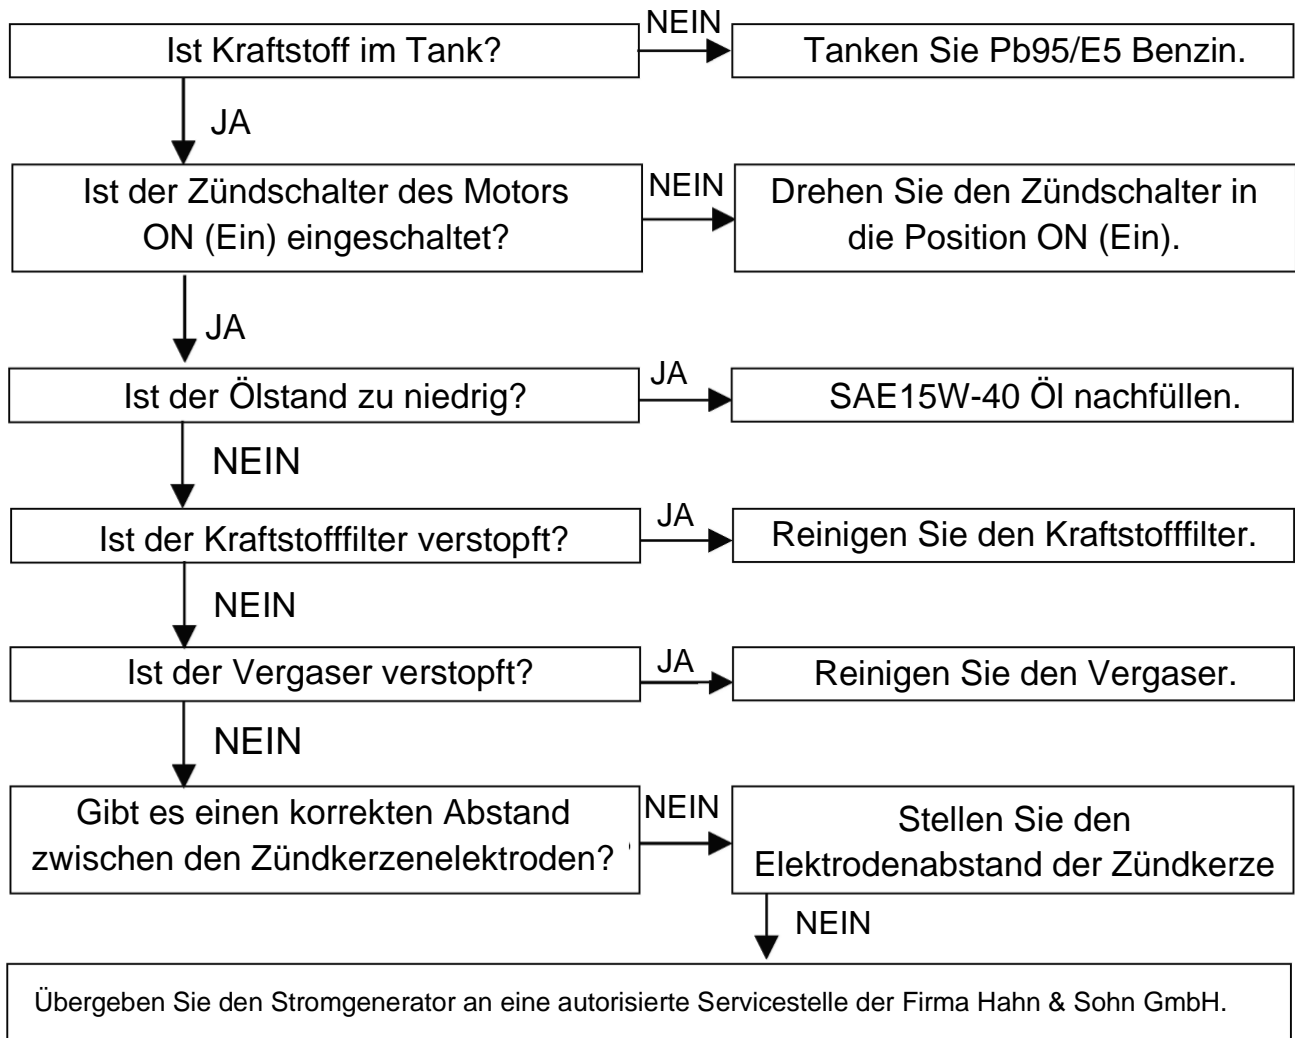 Ist Kraftstoff im Tank?
NEIN
Tanken Sie Pb95/E5 Benzin.
JA
Ist der Zündschalter des Motors
ON (Ein) eingeschaltet?
NEIN
Drehen Sie den Zündschalter in
die Position ON (Ein).
JA
Ist der Ölstand zu niedrig?
JA
SAE15W-40 Öl nachfüllen.
NEIN
Ist der Kraftstofffilter verstopft?
JA
Reinigen Sie den Kraftstofffilter.
NEIN
Ist der Vergaser verstopft?
JA
Reinigen Sie den Vergaser.
NEIN
Gibt es einen korrekten Abstand
zwischen den Zündkerzenelektroden?
NEIN
Stellen Sie den
Elektrodenabstand der Zündkerze
NEIN
Übergeben Sie den Stromgenerator an eine autorisierte Servicestelle der Firma Hahn & Sohn GmbH.